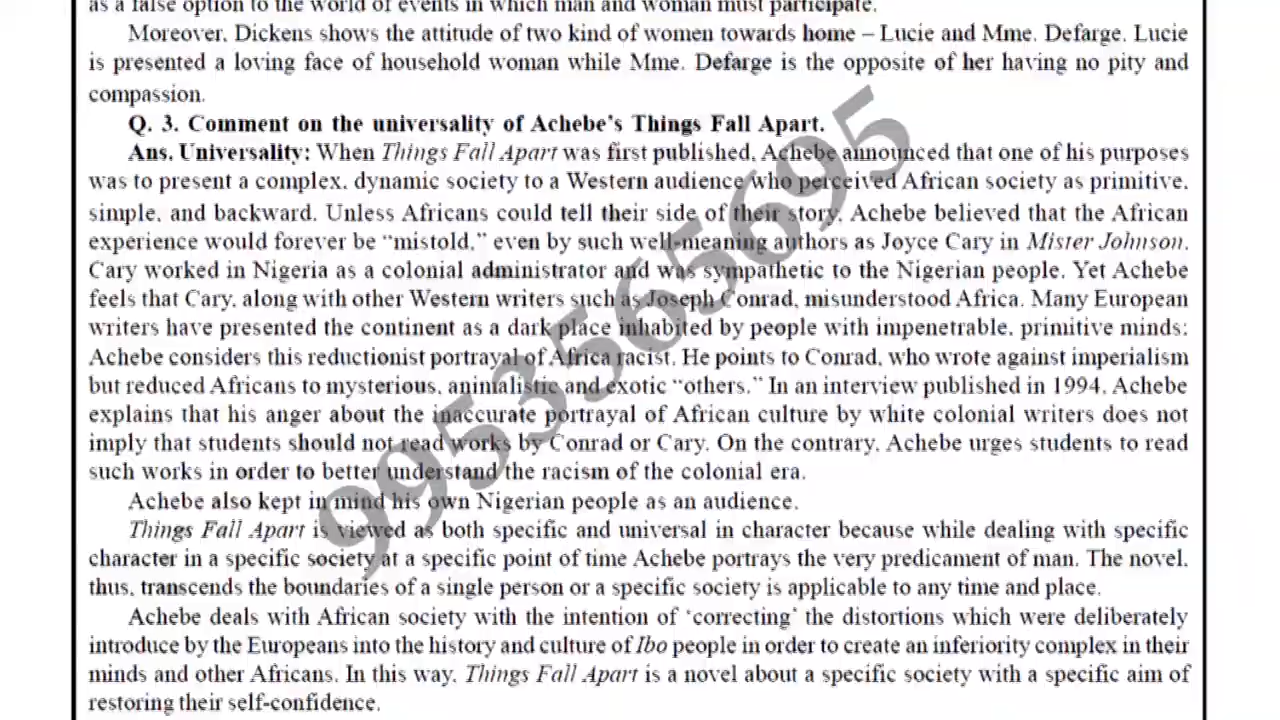 as a false option to the world of events in which man and woman must participate.
Moreover, Dickens shows the attitude of two kind of women towards home – Lucie and Mme. Defarge. Lucie
is presented a loving face of household woman while Mme. Defarge is the opposite of her having no pity and
compassion.
Q. 3. Comment on the universality of Achebe's Things Fall Apart.
Ans. Universality: When Things Fall Apart was first published, Achebe announced that one of his purposes
was to present a complex, dynamic society to a Western audience who perceived African society as primitive,
simple, and backward. Unless Africans could tell their side of their story, Achebe believed that the African
experience would forever be “mistold,” even by such well-meaning authors as Joyce Cary in Mister Johnson.
Cary worked in Nigeria as a colonial administrator and was sympathetic to the Nigerian people. Yet Achebe
feels that Cary, along with other Western writers such as Joseph Conrad, misunderstood Africa. Many European
writers have presented the continent as a dark place inhabited by people with impenetrable, primitive minds;
Achebe considers this reductionist portrayal of Africa racist. He points to Conrad, who wrote against imperialism
but reduced Africans to mysterious, animalistic and exotic “others.” In an interview published in 1994, Achebe
explains that his anger about the inaccurate portrayal of African culture by white colonial writers does not
imply that students should not read works by Conrad or Cary. On the contrary, Achebe urges students to read
such works in order to better understand the racism of the colonial era.
Achebe also kept in mind his own Nigerian people as an audience.
Things Fall Apart is viewed as both specific and universal in character because while dealing with specific
character in a specific society at a specific point of time Achebe portrays the very predicament of man. The novel,
thus, transcends the boundaries of a single person or a specific society is applicable to any time and place.
Achebe deals with African society with the intention of ‘correcting’ the distortions which were deliberately
introduce by the Europeans into the history and culture of Ibo people in order to create an inferiority complex in their
minds and other Africans. In this way, Things Fall Apart is a novel about a specific society with a specific aim of
restoring their self-confidence.
9953565695